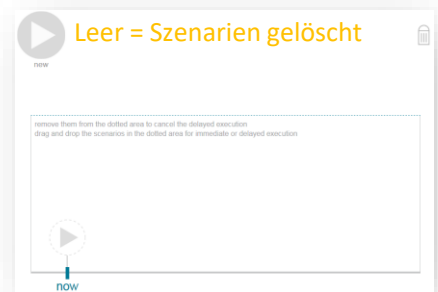 Leer = Szenarien gelöscht
now
remove them from the dotted area to cancel the delayed execution
drag and drop the scenarios in the dotted area for immediate or delayed execution
now